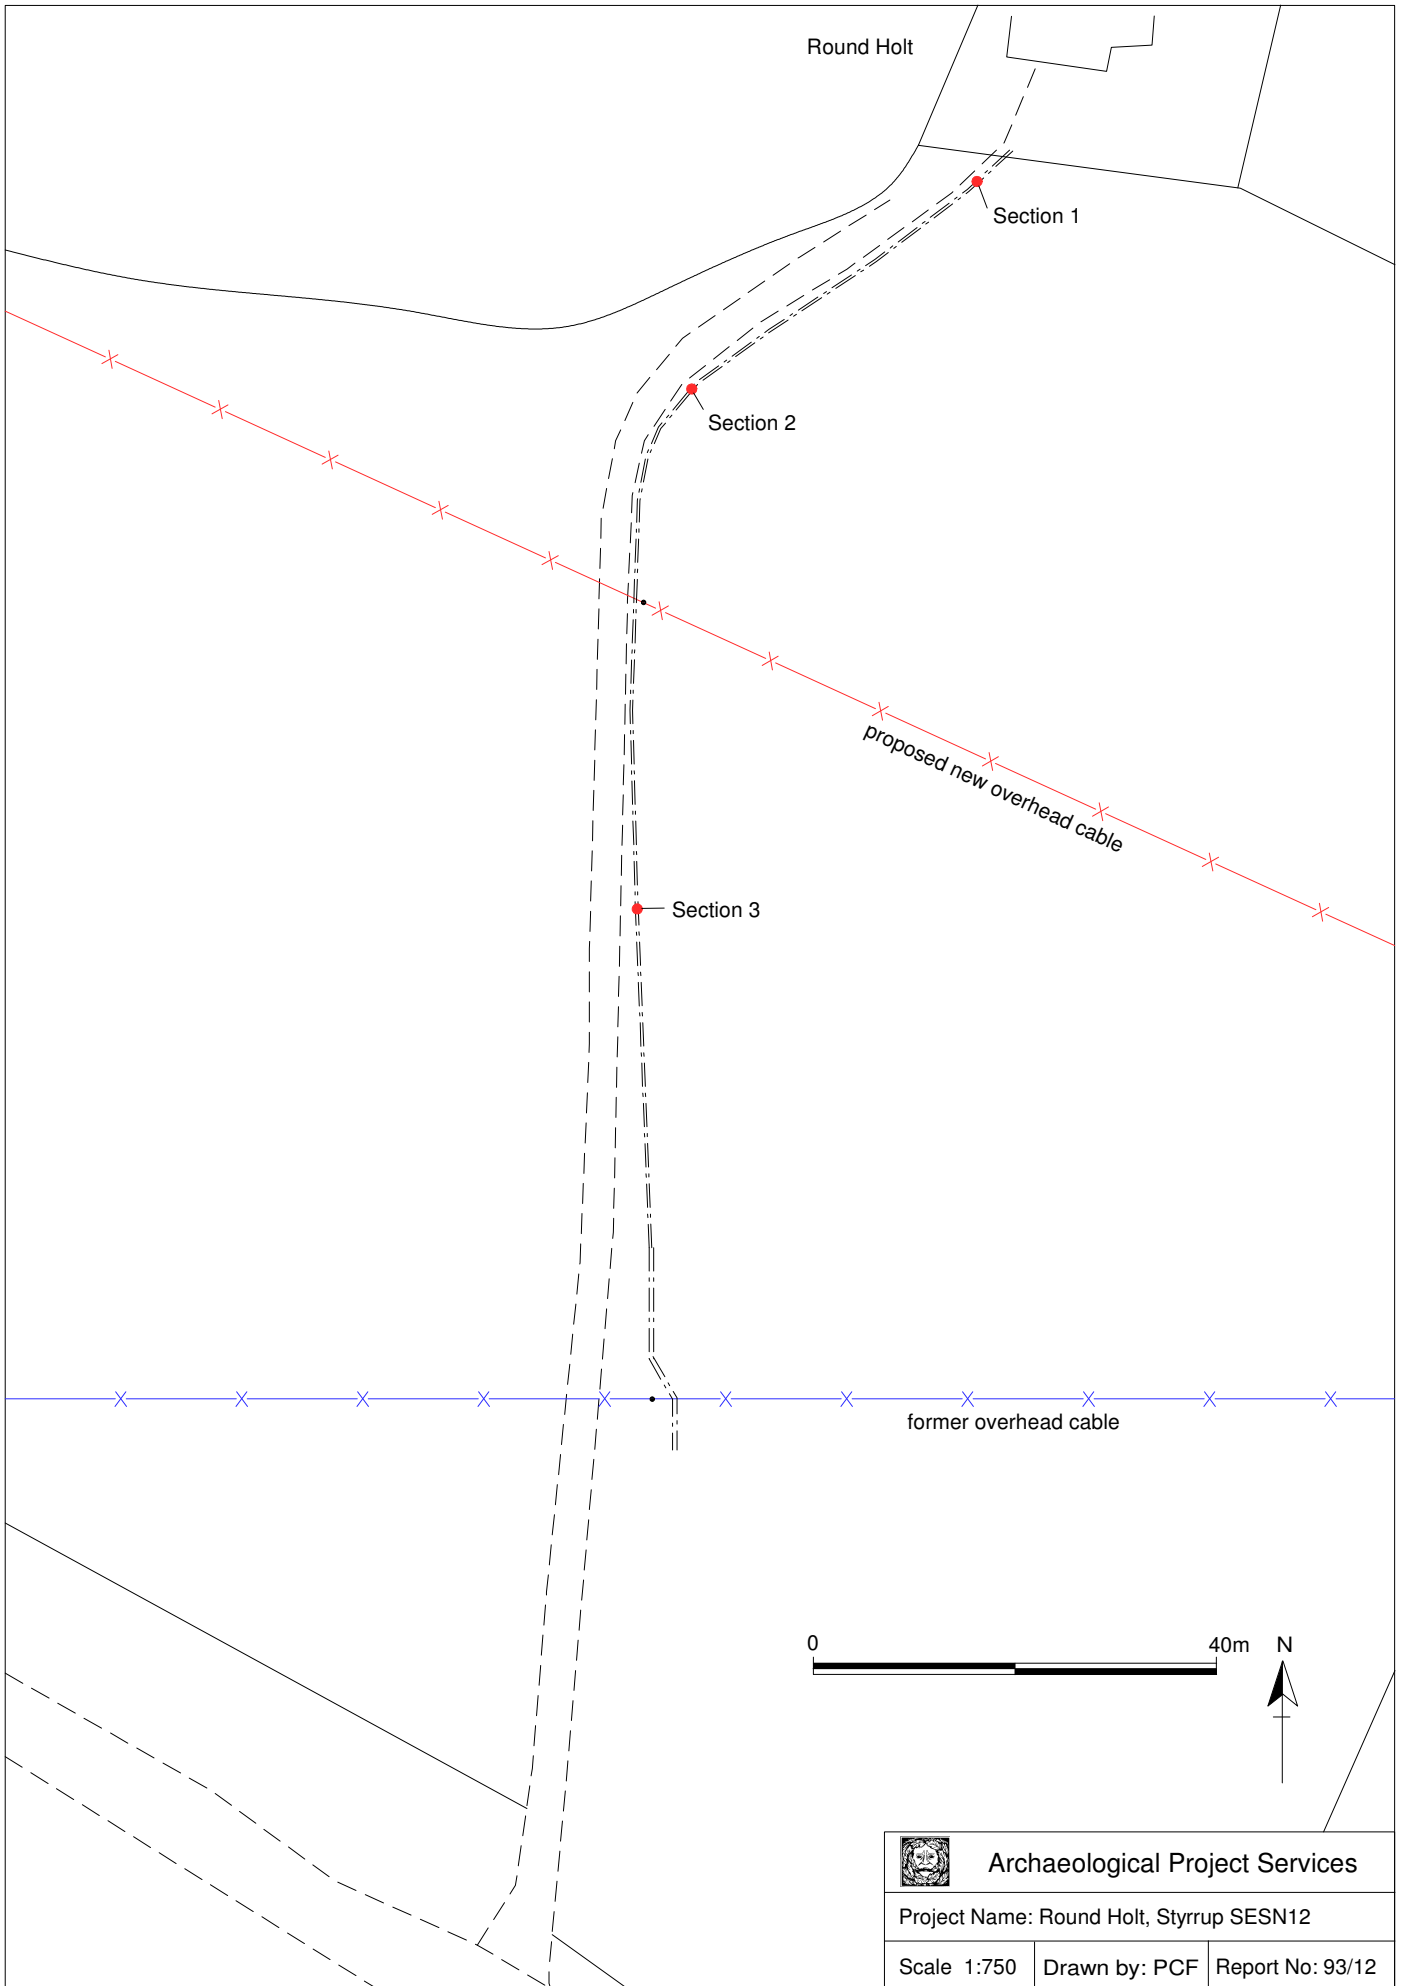 Round Holt
Section 1
Section 2
proposed new overhead cable
Section 3
former overhead cable
0 40m N
Archaeological Project Services
Project Name: Round Holt, Styrrup SESN12
Scale 1:750 Drawn by: PCF Report No: 93/12